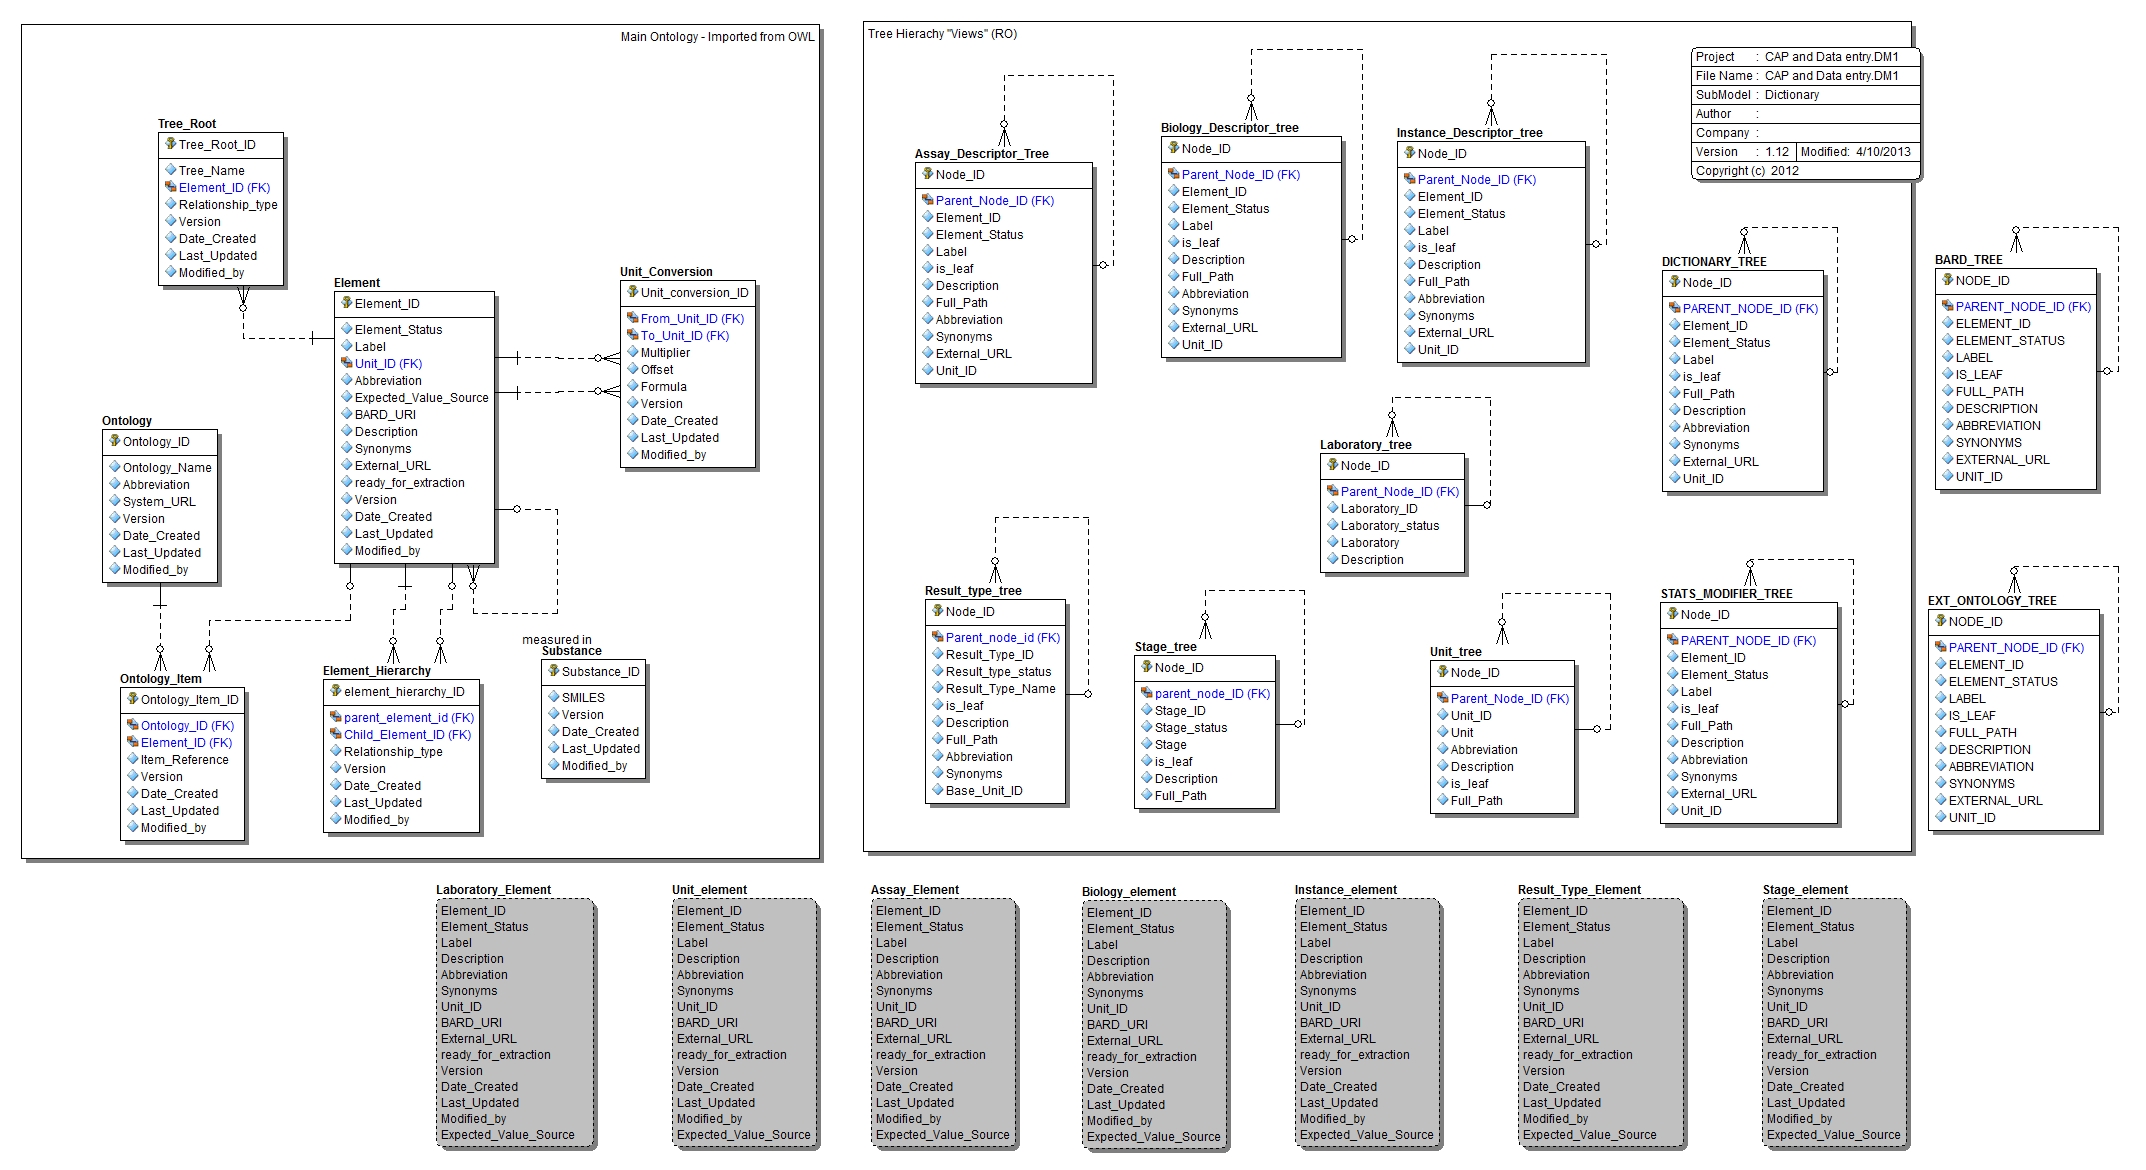 Main Ontology - Imported from OWL
Tree_Root
Tree_Root_ID
Tree_Name
Element_ID (FK)
Relationship_type
Version
Date_Created
Last_Updated
Modified_by
Element
Element_ID
Element_Status
Label
Unit_ID (FK)
Abbreviation
Expected_Value_Source
BARD_URI
Description
Synonyms
External_URL
ready_for_extraction
Version
Date_Created
Last_Updated
Modified_by
Unit_Conversion
Unit_conversion_ID
From_Unit_ID (FK)
To_Unit_ID (FK)
Multiplier
Offset
Formula
Version
Date_Created
Last_Updated
Modified_by
Ontology
Ontology_ID
Ontology_Name
Abbreviation
System_URL
Version
Date_Created
Last_Updated
Modified_by
Ontology_Item
Ontology_Item_ID
Ontology_ID (FK)
Element_ID (FK)
Item_Reference
Version
Date_Created
Last_Updated
Modified_by
Element_Hierarchy
element_hierarchy_ID
parent_element_id (FK)
Child_Element_ID (FK)
Relationship_type
Version
Date_Created
Last_Updated
Modified_by
measured in
Substance
Substance_ID
SMILES
Version
Date_Created
Last_Updated
Modified_by
Tree Hierachy "Views" (RO)
Project : CAP and Data entry.DM1
File Name : CAP and Data entry.DM1
SubModel : Dictionary
Author :
Company :
Version : 1.12 Modified: 4/10/2013
Copyright (c) 2012
Assay_Descriptor_Tree
Node_ID
Parent_Node_ID (FK)
Element_ID
Element_Status
Label
is_leaf
Description
Full_Path
Abbreviation
Synonyms
External_URL
Unit_ID
Biology_Descriptor_tree
Node_ID
Parent_Node_ID (FK)
Element_ID
Element_Status
Label
is_leaf
Description
Full_Path
Abbreviation
Synonyms
External_URL
Unit_ID
Instance_Descriptor_tree
Node_ID
Parent_Node_ID (FK)
Element_ID
Element_Status
Label
is_leaf
Description
Full_Path
Abbreviation
Synonyms
External_URL
Unit_ID
DICTIONARY_TREE
Node_ID
PARENT_NODE_ID (FK)
Element_ID
Element_Status
Label
is_leaf
Full_Path
Description
Abbreviation
Synonyms
External_URL
Unit_ID
BARD_TREE
NODE_ID
PARENT_NODE_ID (FK)
ELEMENT_ID
ELEMENT_STATUS
LABEL
IS_LEAF
FULL_PATH
DESCRIPTION
ABBREVIATION
SYNONYMS
EXTERNAL_URL
UNIT_ID
Laboratory_tree
Node_ID
Parent_Node_ID (FK)
Laboratory_ID
Laboratory_status
Laboratory
Description
Result_type_tree
Node_ID
Parent_node_id (FK)
Result_Type_ID
Result_type_status
Result_Type_Name
is_leaf
Description
Full_Path
Abbreviation
Synonyms
Base_Unit_ID
Stage_tree
Node_ID
parent_node_ID (FK)
Stage_ID
Stage_status
Stage
is_leaf
Description
Full_Path
Unit_tree
Node_ID
Parent_Node_ID (FK)
Unit_ID
Unit
Abbreviation
Description
is_leaf
Full_Path
STATS_MODIFIER_TREE
Node_ID
PARENT_NODE_ID (FK)
Element_ID
Element_Status
Label
is_leaf
Full_Path
Description
Abbreviation
Synonyms
External_URL
Unit_ID
EXT_ONTOLOGY_TREE
NODE_ID
PARENT_NODE_ID (FK)
ELEMENT_ID
ELEMENT_STATUS
LABEL
IS_LEAF
FULL_PATH
DESCRIPTION
ABBREVIATION
SYNONYMS
EXTERNAL_URL
UNIT_ID
Laboratory_Element
Element_ID
Element_Status
Label
Description
Abbreviation
Synonyms
Unit_ID
BARD_URI
External_URL
ready_for_extraction
Version
Date_Created
Last_Updated
Modified_by
Expected_Value_Source
Unit_element
Element_ID
Element_Status
Label
Description
Abbreviation
Synonyms
Unit_ID
BARD_URI
External_URL
ready_for_extraction
Version
Date_Created
Last_Updated
Modified_by
Expected_Value_Source
Assay_Element
Element_ID
Element_Status
Label
Description
Abbreviation
Synonyms
Unit_ID
BARD_URI
External_URL
ready_for_extraction
Version
Date_Created
Last_Updated
Modified_by
Expected_Value_Source
Biology_element
Element_ID
Element_Status
Label
Description
Abbreviation
Synonyms
Unit_ID
BARD_URI
External_URL
ready_for_extraction
Version
Date_Created
Last_Updated
Modified_by
Expected_Value_Source
Instance_element
Element_ID
Element_Status
Label
Description
Abbreviation
Synonyms
Unit_ID
BARD_URI
External_URL
ready_for_extraction
Version
Date_Created
Last_Updated
Modified_by
Expected_Value_Source
Result_Type_Element
Element_ID
Element_Status
Label
Description
Abbreviation
Synonyms
Unit_ID
BARD_URI
External_URL
ready_for_extraction
Version
Date_Created
Last_Updated
Modified_by
Expected_Value_Source
Stage_element
Element_ID
Element_Status
Label
Description
Abbreviation
Synonyms
Unit_ID
BARD_URI
External_URL
ready_for_extraction
Version
Date_Created
Last_Updated
Modified_by
Expected_Value_Source